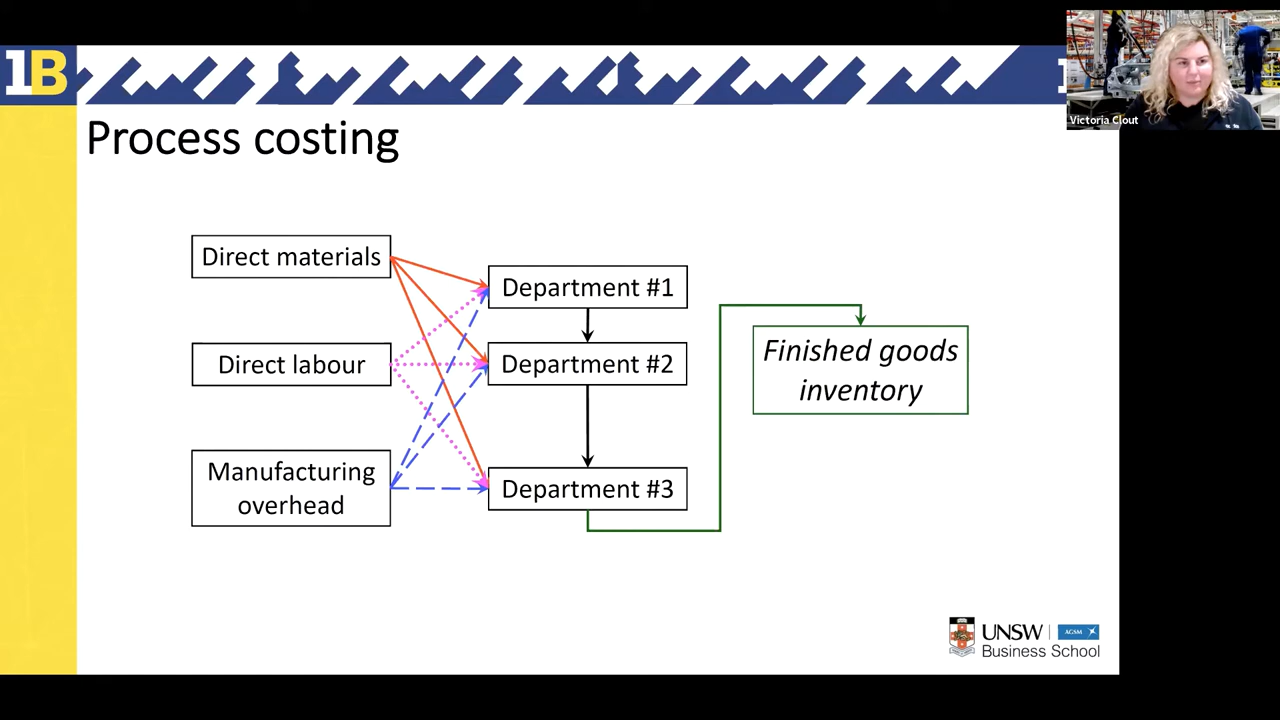 1B
Victoria Clout
Process costing
Direct materials
Direct labour
Manufacturing
overhead
Department #1
Department #2
Department #3
Finished goods
inventory
UNSW
AGSM
Business School